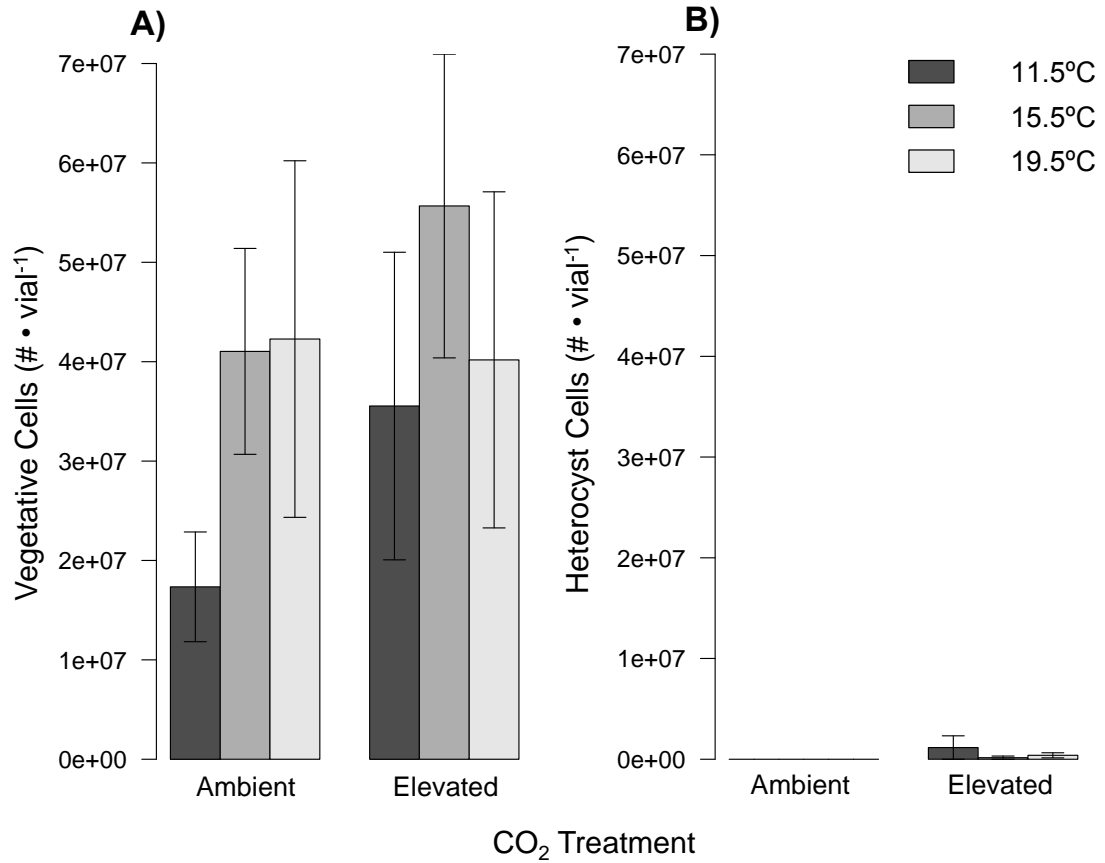 A)
Vegetative Cells (# • vial⁻¹)
7e+07
6e+07
5e+07
4e+07
3e+07
2e+07
1e+07
0e+00
Ambient
Elevated
B)
Heterocyst Cells (# • vial⁻¹)
7e+07
6e+07
5e+07
4e+07
3e+07
2e+07
1e+07
0e+00
Ambient
Elevated
11.5ºC
15.5ºC
19.5ºC
CO₂ Treatment